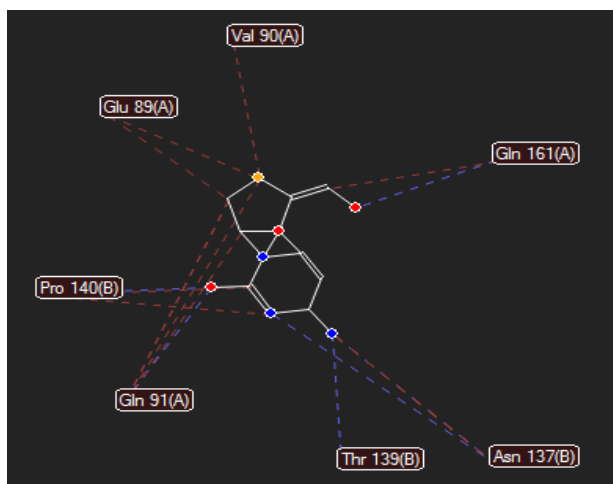 Val 90(A)
Glu 89(A)
Gln 161(A)
Pro 140(B)
Gln 91(A)
Thr 139(B)
Asn 137(B)